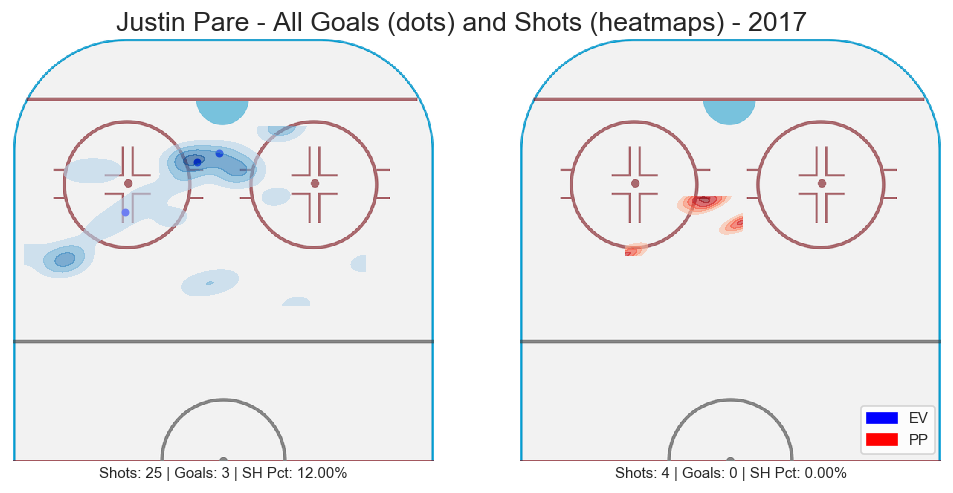 Justin Pare - All Goals (dots) and Shots (heatmaps) - 2017
EV
PP
Shots: 25 | Goals: 3 | SH Pct: 12.00%
Shots: 4 | Goals: 0 | SH Pct: 0.00%